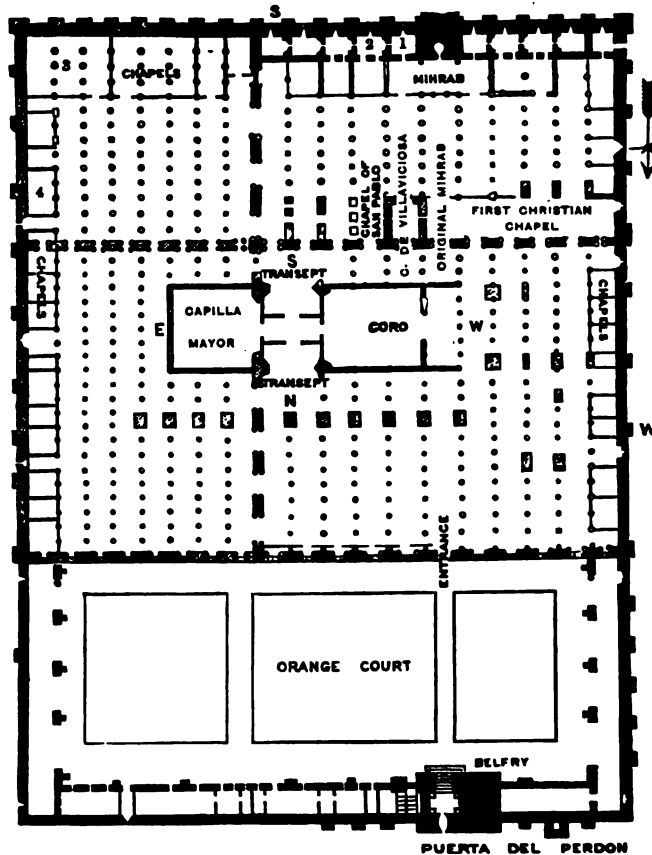 S
2 1
3
CHAPELS
MIHRAB
4
CHAPEL OF
SAN PABLO
C. DE VILLAVICIOSA
ORIGINAL MIHRAB
FIRST CHRISTIAN
CHAPEL
S
TRANSEPT
CHAPELS
CAPILLA
MAYOR
E
CORO
W
CHAPELS
TRANSEPT
N
W
ENTRANCE
ORANGE COURT
BELFRY
PUERTA DEL PERDON